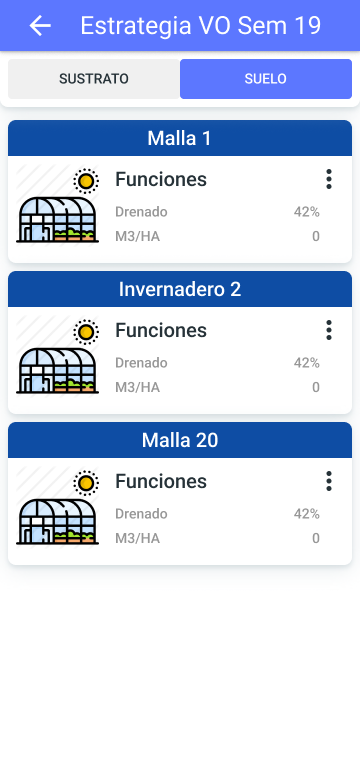 Estrategia VO Sem 19
SUSTRATO SUELO
Malla 1
Funciones
Drenado 42%
M3/HA 0
Invernadero 2
Funciones
Drenado 42%
M3/HA 0
Malla 20
Funciones
Drenado 42%
M3/HA 0